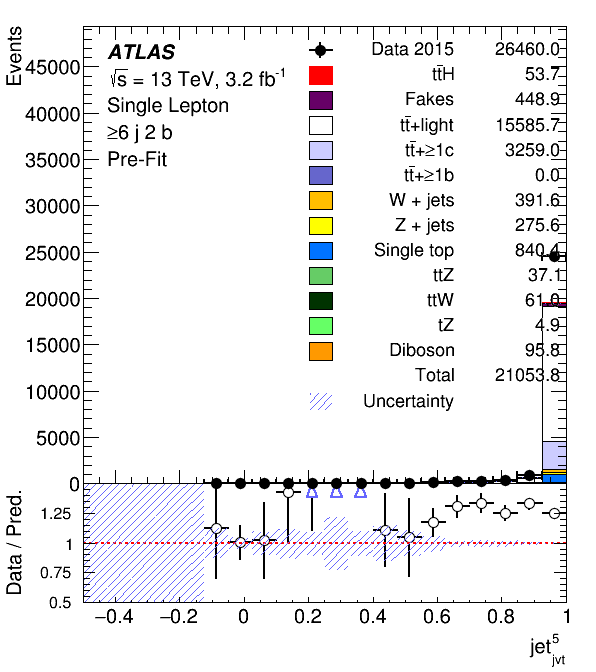 Events
ATLAS
√s = 13 TeV, 3.2 fb-1
Single Lepton
≥6 j 2 b
Pre-Fit
Data 2015 26460.0
tt̄H 53.7
Fakes 448.9
tt̄+light 15585.7
tt̄+≥1c 3259.0
tt̄+≥1b 0.0
W + jets 391.6
Z + jets 275.6
Single top 840.4
ttZ 37.1
ttW 61.0
tZ 4.9
Diboson 95.8
Total 21053.8
Uncertainty
45000
40000
35000
30000
25000
20000
15000
10000
5000
0
Data / Pred.
1.25
1
0.75
0.5
−0.4 −0.2 0 0.2 0.4 0.6 0.8 1
jet5jvt